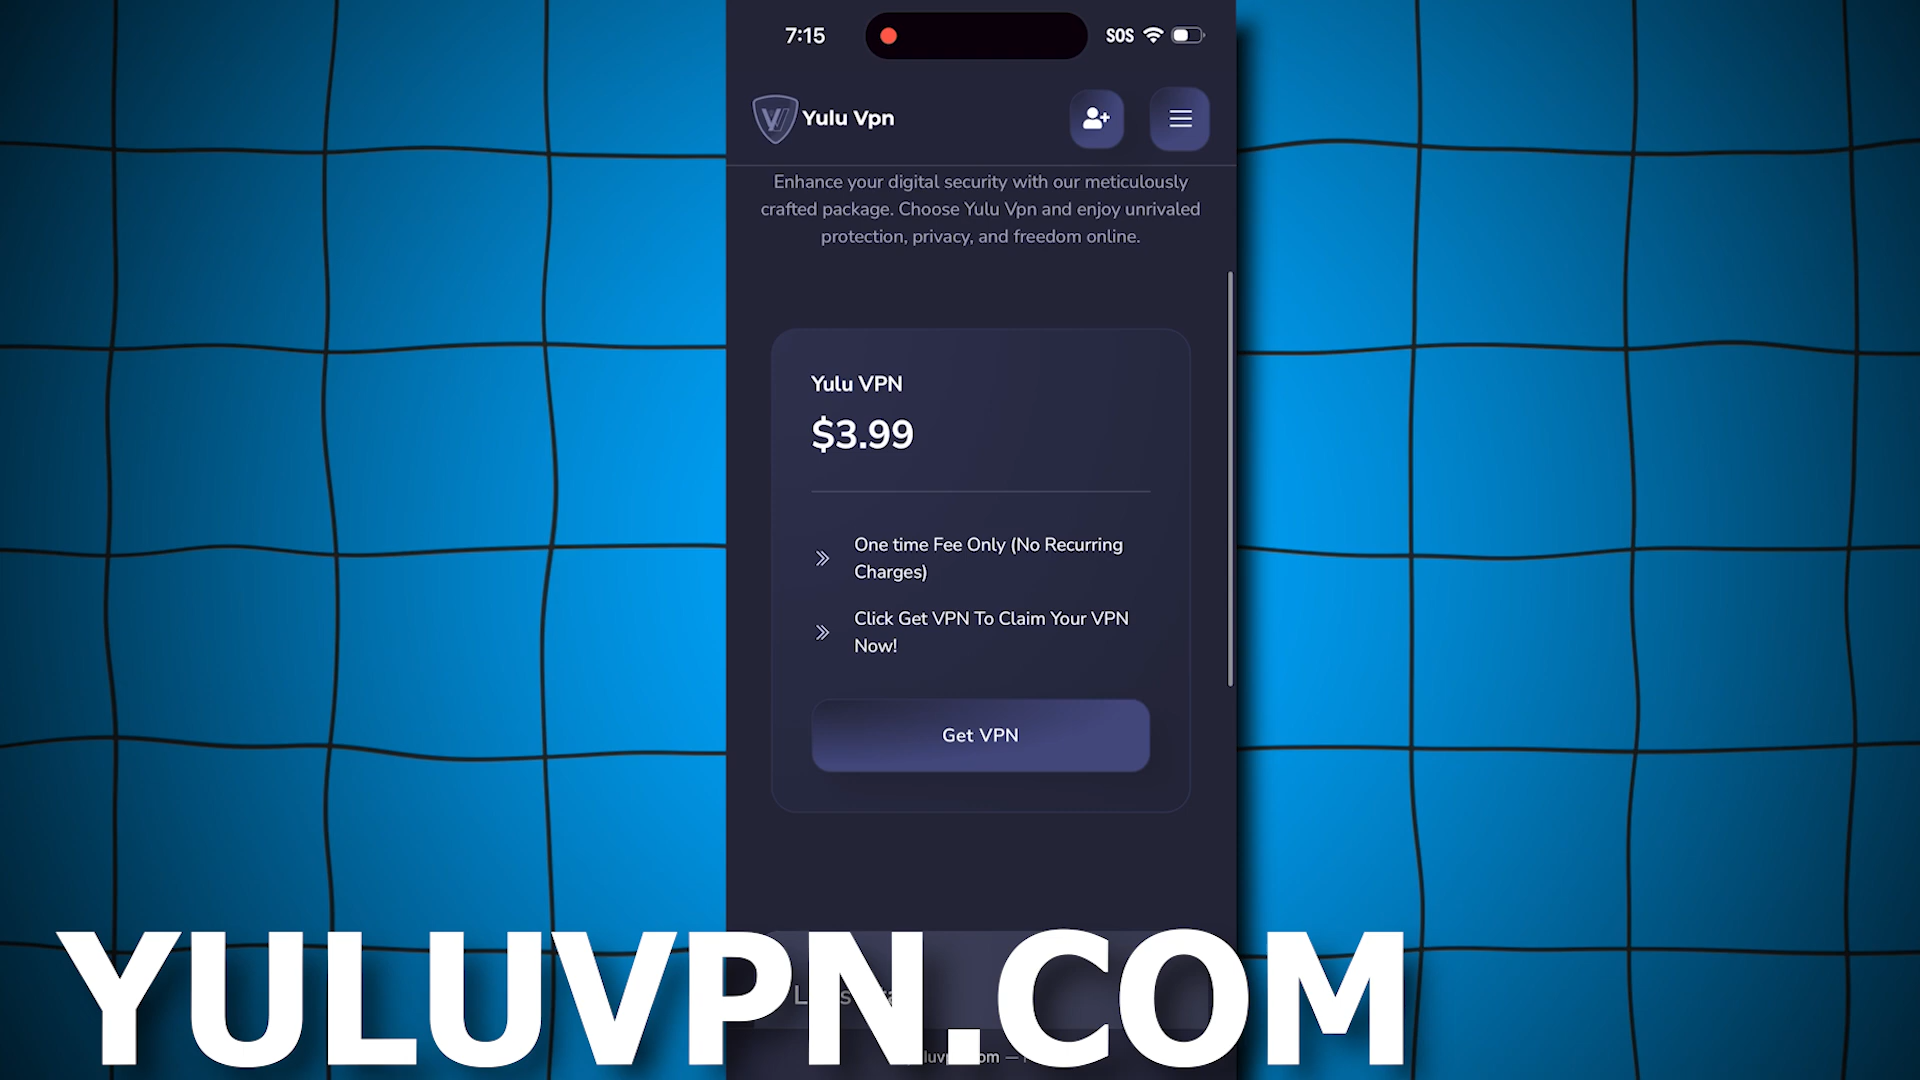 7:15
SOS
Yulu Vpn
Enhance your digital security with our meticulously
crafted package. Choose Yulu Vpn and enjoy unrivaled
protection, privacy, and freedom online.
Yulu VPN
$3.99
One time Fee Only (No Recurring
Charges)
Click Get VPN To Claim Your VPN
Now!
Get VPN
YULUVPN.COM